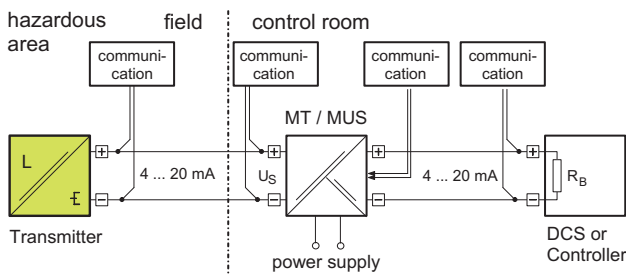 hazardous area
field
control room
communi-
cation
communi-
cation
communi-
cation
communi-
cation
MT / MUS
L
+
+
+
+
4 ... 20 mA
US
4 ... 20 mA
RB
E
−
−
−
−
Transmitter
power supply
DCS or
Controller